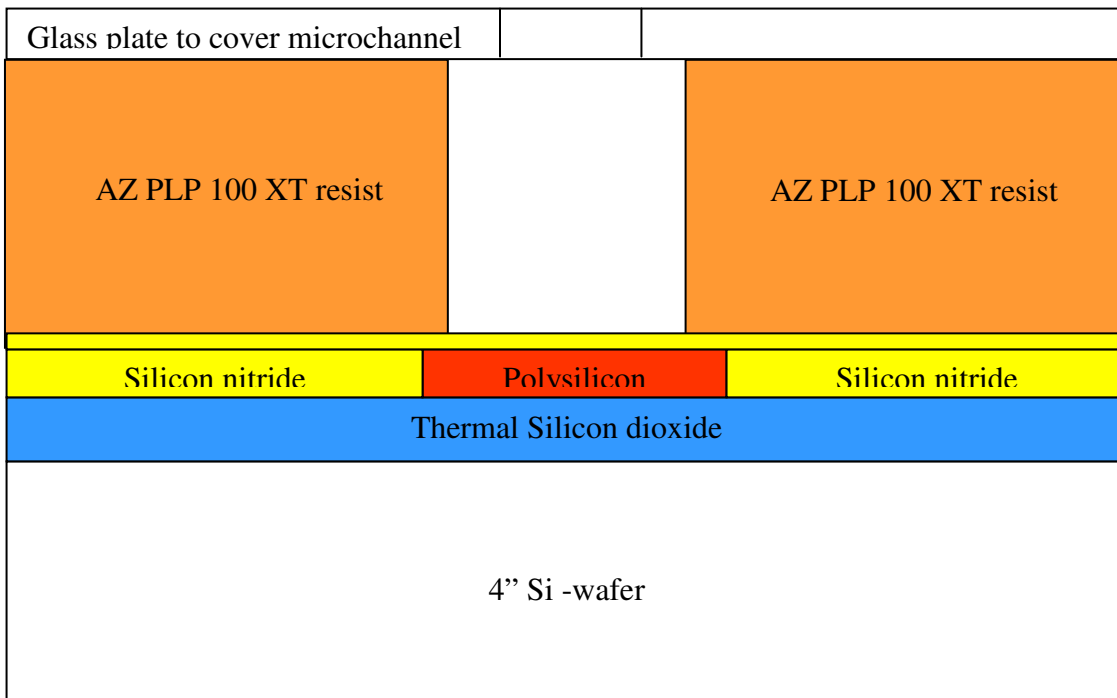 Glass plate to cover microchannel
AZ PLP 100 XT resist
AZ PLP 100 XT resist
Silicon nitride
Polysilicon
Silicon nitride
Thermal Silicon dioxide
4” Si -wafer